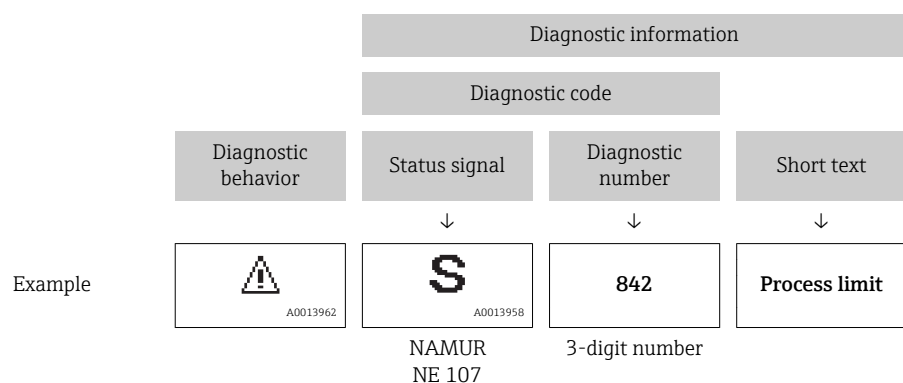 Diagnostic information
Diagnostic code
Diagnostic
behavior
Status signal
Diagnostic
number
Short text
↓ ↓ ↓
Example
S
842
Process limit
A0013962
A0013958
NAMUR
NE 107
3-digit number